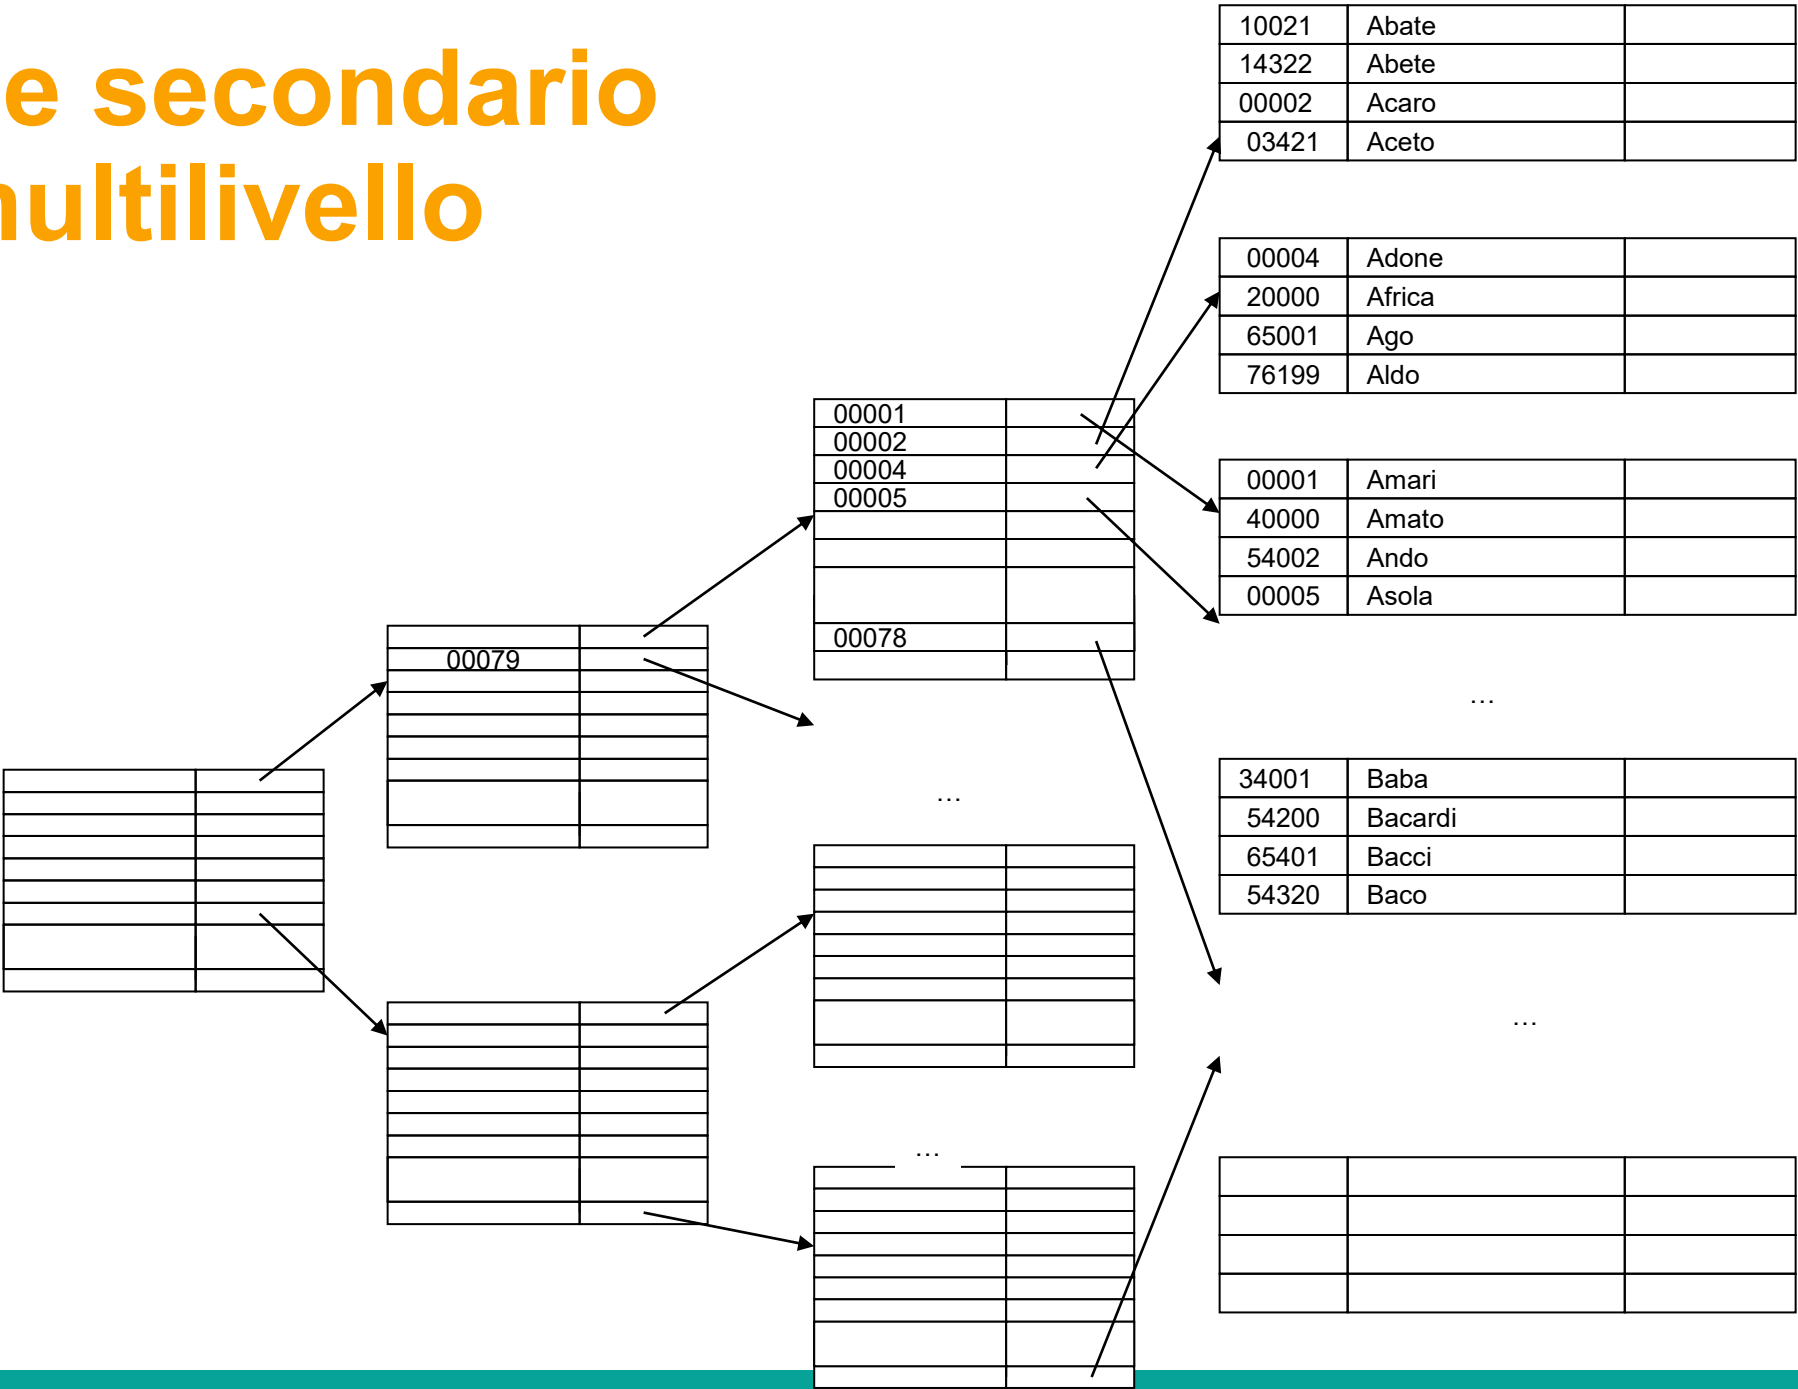 e secondario
multilivello
10021 Abate
14322 Abete
00002 Acaro
03421 Aceto
00004 Adone
20000 Africa
65001 Ago
76199 Aldo
00001
00002
00004
00005
00078
00001 Amari
40000 Amato
54002 Ando
00005 Asola
00079
…
…
34001 Baba
54200 Bacardi
65401 Bacci
54320 Baco
…
…